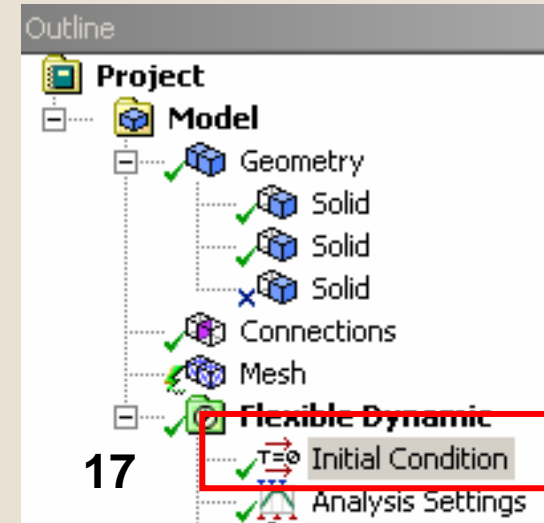 Outline
Project
Model
Geometry
Solid
Solid
Solid
Connections
Mesh
Flexible Dynamic
17 T=0 Initial Condition
Analysis Settings